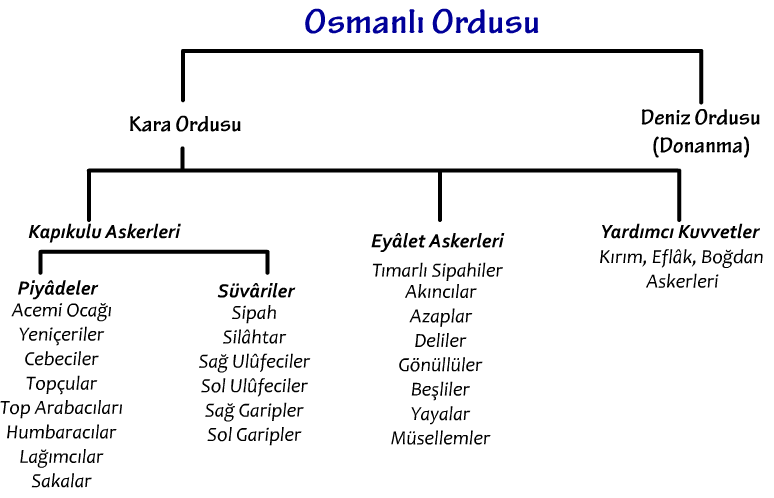 Osmanlı Ordusu
Kara Ordusu
Deniz Ordusu
(Donanma)
Kapıkulu Askerleri
Piyâdeler
Acemi Ocağı
Yeniçeriler
Cebeciler
Topçular
Top Arabacıları
Humbaracılar
Lağımcılar
Sakalar
Süvâriler
Sipah
Silâhtar
Sağ Ulûfeciler
Sol Ulûfeciler
Sağ Garipler
Sol Garipler
Eyâlet Askerleri
Tımarlı Sipahiler
Akıncılar
Azaplar
Deliler
Gönüllüler
Beşliler
Yayalar
Müsellemler
Yardımcı Kuvvetler
Kırım, Eflâk, Boğdan
Askerleri